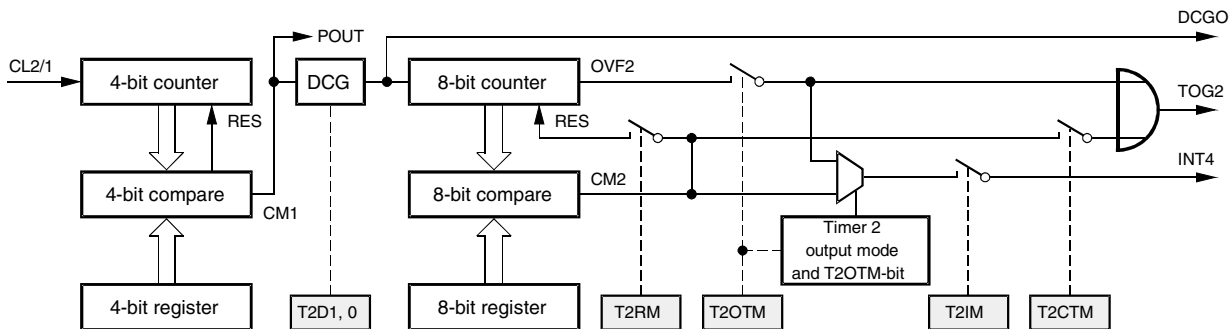 DCGO
POUT
CL2/1
4-bit counter
DCG
8-bit counter
OVF2
TOG2
RES
RES
INT4
4-bit compare
CM1
8-bit compare
CM2
Timer 2
output mode
and T2OTM-bit
4-bit register
T2D1, 0
8-bit register
T2RM
T2OTM
T2IM
T2CTM